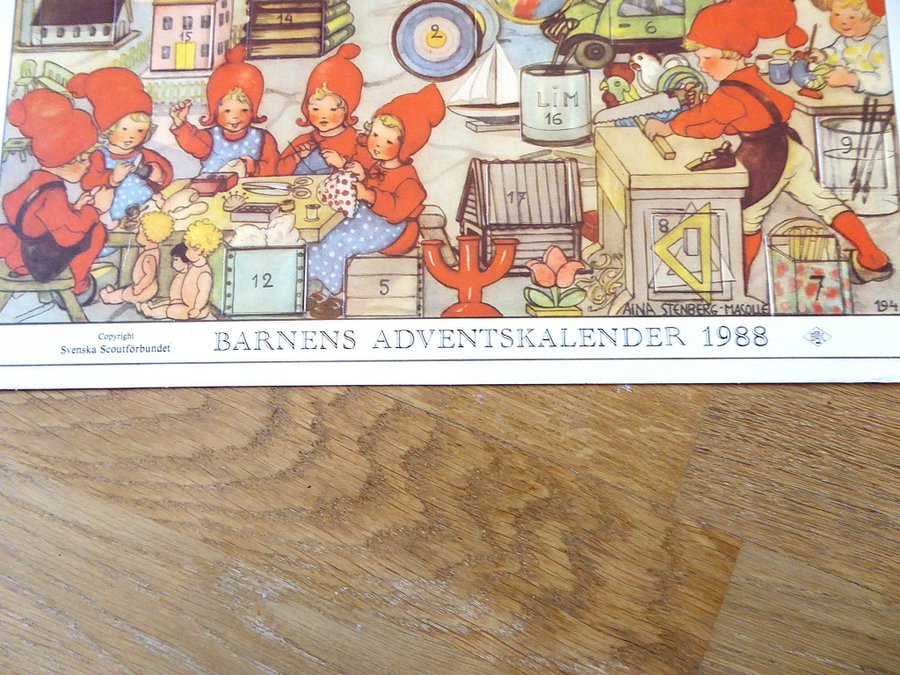 14
15
2
6
LIM
16
9
17
8
12
5
7
AINA STENBERG-MASOLLE
194
Copyright
Svenska Scoutförbundet
BARNENS ADVENTSKALENDER 1988